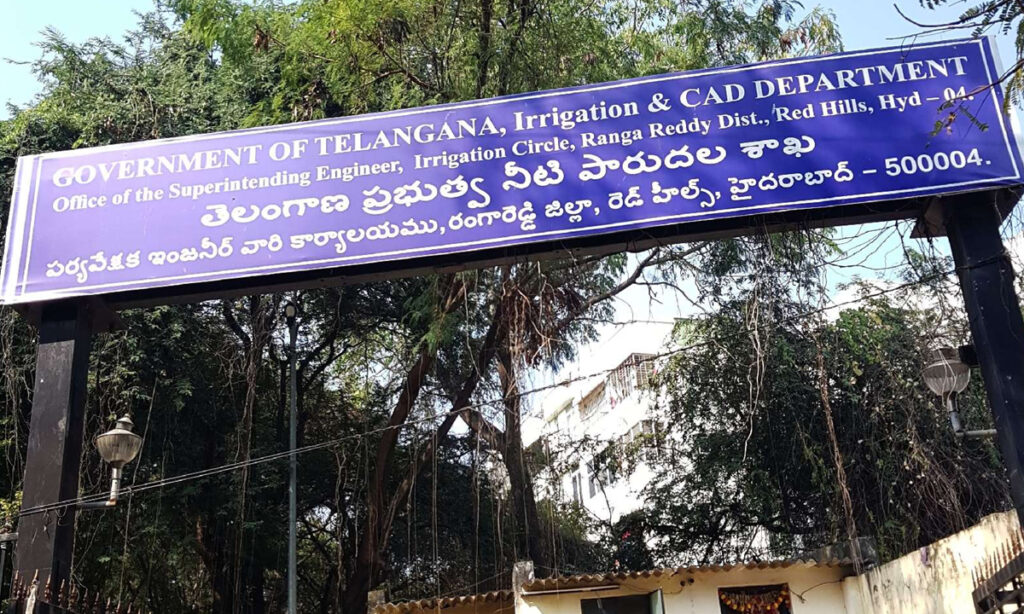 GOVERNMENT OF TELANGANA, Irrigation & CAD DEPARTMENT
Office of the Superintending Engineer, Irrigation Circle, Ranga Reddy Dist., Red Hills, Hyd – 04.
తెలంగాణ ప్రభుత్వ నీటి పారుదల శాఖ
పర్యవేక్షక ఇంజనీర్ వారి కార్యాలయము, రంగారెడ్డి జిల్లా, రెడ్ హీల్స్, హైదరాబాద్ – 500004.